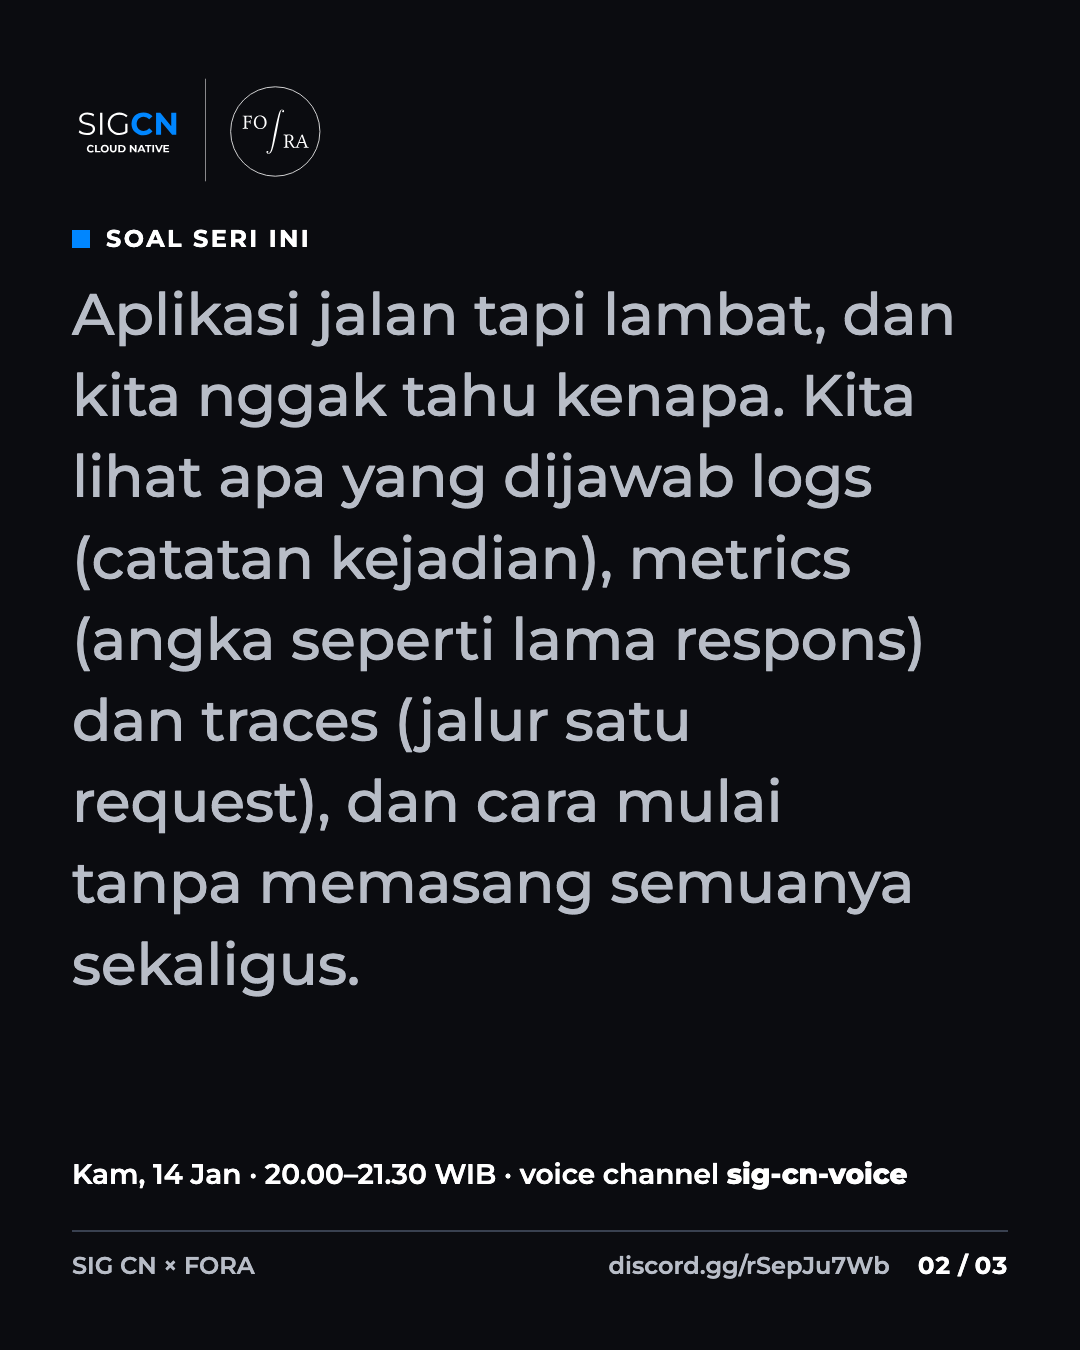 SIGCN
CLOUD NATIVE
FO RA
SOAL SERI INI
Aplikasi jalan tapi lambat, dan
kita nggak tahu kenapa. Kita
lihat apa yang dijawab logs
(catatan kejadian), metrics
(angka seperti lama respons)
dan traces (jalur satu
request), dan cara mulai
tanpa memasang semuanya
sekaligus.
Kam, 14 Jan · 20.00–21.30 WIB · voice channel sig-cn-voice
SIG CN × FORA
discord.gg/rSepJu7Wb 02 / 03